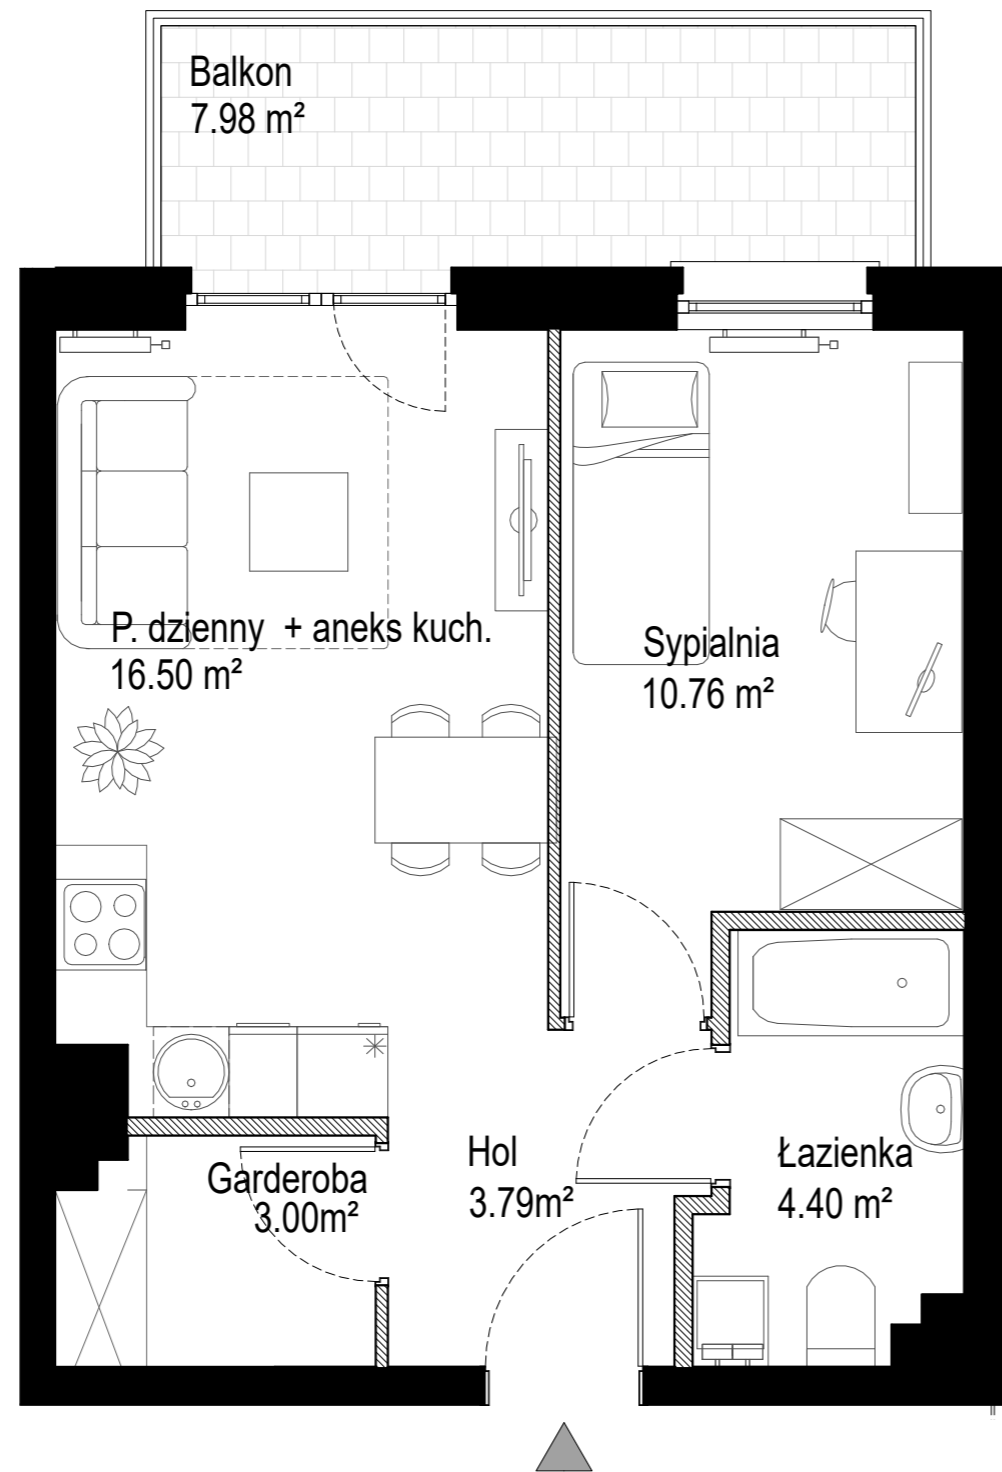 Balkon
7.98 m²
P. dzienny + aneks kuch.
16.50 m²
Sypialnia
10.76 m²
Hol
3.79m²
Łazienka
4.40 m²
Garderoba
3.00m²